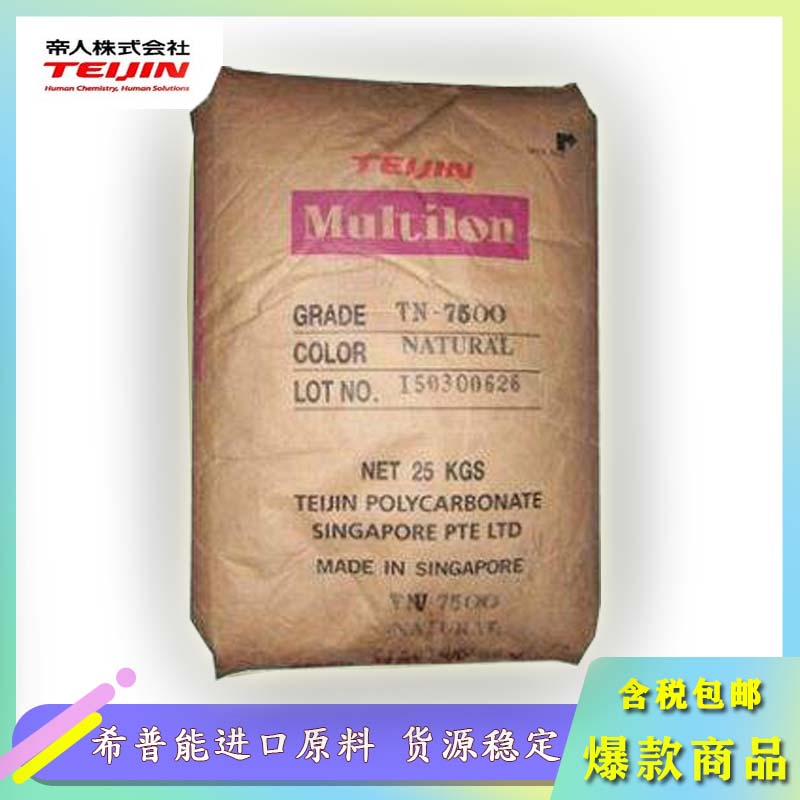 帝人株式会社
TEIJIN
Human Chemistry, Human Solutions
TEIJIN
Multilon
GRADE TN-7500
COLOR NATURAL
LOT NO. I50300626
NET 25 KGS
TEIJIN POLYCARBONATE
SINGAPORE PTE LTD
MADE IN SINGAPORE
7500
NATURAL
希普能进口原料 货源稳定
含税包邮
爆款商品